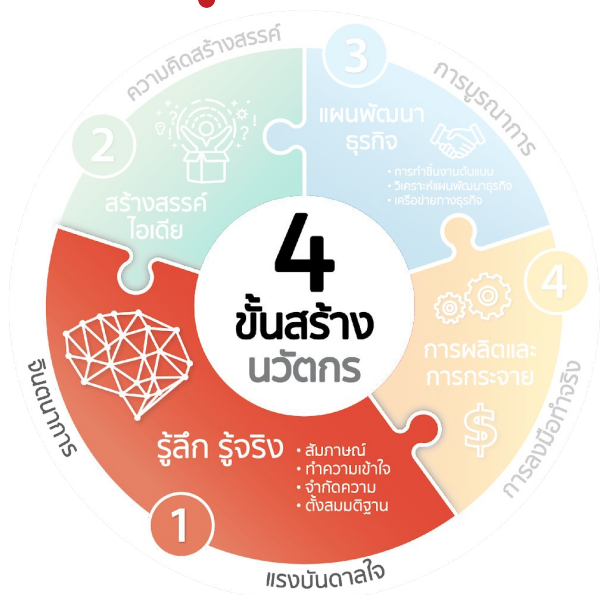 4
ขั้นสร้าง
นวัตกร
จินตนาการ
แรงบันดาลใจ
1
รู้ลึก รู้จริง
• สัมภาษณ์
• ทำความเข้าใจ
• จำกัดความ
• ตั้งสมมติฐาน
ความคิดสร้างสรรค์
2
สร้างสรรค์
ไอเดีย
การบูรณาการ
3
แผนพัฒนา
ธุรกิจ
• การทำชิ้นงานต้นแบบ
• วิเคราะห์แผนพัฒนาธุรกิจ
• เครือข่ายทางธุรกิจ
การลงมือทำจริง
4
การผลิตและ
การกระจาย
$